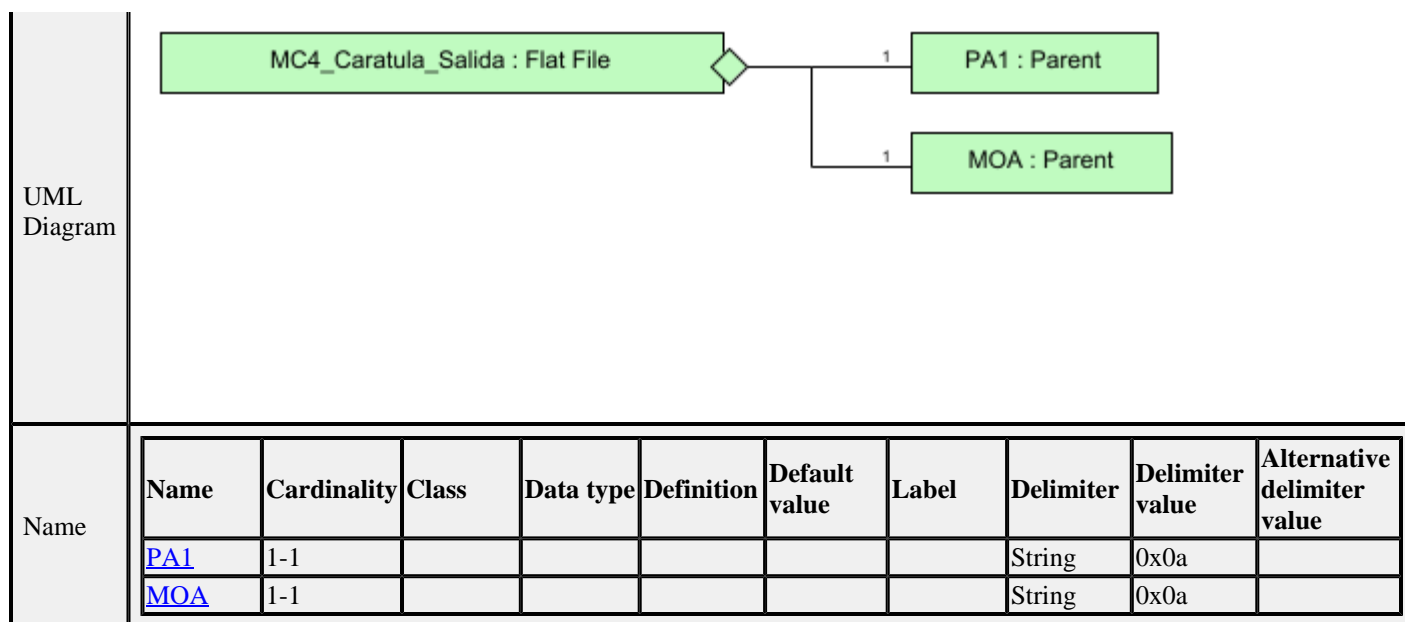 MC4_Caratula_Salida : Flat File
1
PA1 : Parent
1
MOA : Parent
UML
Diagram
Name
Name Cardinality Class Data type Definition Default value Label Delimiter Delimiter value Alternative delimiter value
PA1 1-1 String 0x0a
MOA 1-1 String 0x0a